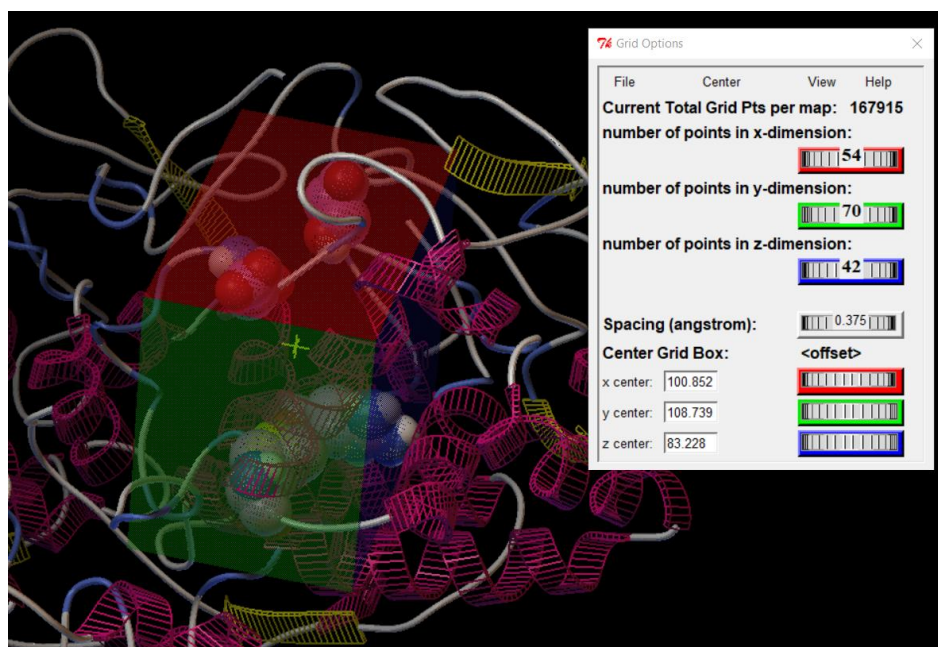 Grid Options
File Center View Help
Current Total Grid Pts per map: 167915
number of points in x-dimension:
54
number of points in y-dimension:
70
number of points in z-dimension:
42
Spacing (angstrom): 0.375
Center Grid Box: <offset>
x center: 100.852
y center: 108.739
z center: 83.228